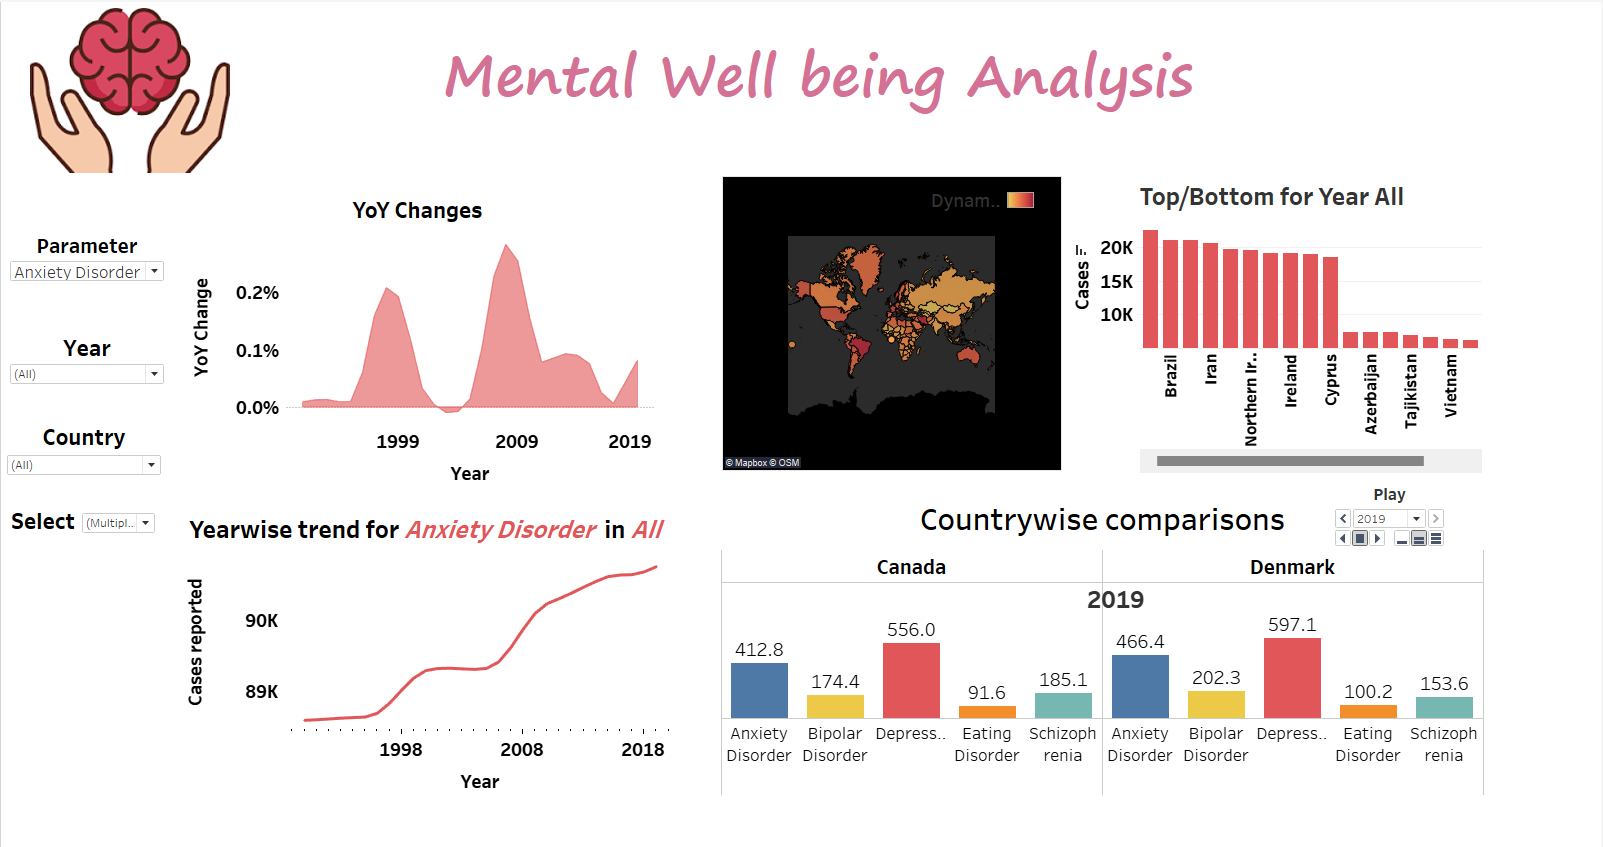 Mental Well being Analysis
Parameter
Anxiety Disorder
Year
(All)
Country
(All)
Select (Multipl..
YoY Changes
YoY Change
0.2%
0.1%
0.0%
1999 2009 2019
Year
Dynam..
© Mapbox © OSM
Top/Bottom for Year All
Cases
20K
15K
10K
Brazil
Iran
Northern Ir..
Ireland
Cyprus
Azerbaijan
Tajikistan
Vietnam
Yearwise trend for Anxiety Disorder in All
Cases reported
90K
89K
1998 2008 2018
Year
Countrywise comparisons
Play
2019
Canada Denmark
2019
412.8 174.4 556.0 91.6 185.1 466.4 202.3 597.1 100.2 153.6
Anxiety Bipolar Depress.. Eating Schizoph Anxiety Bipolar Depress.. Eating Schizoph
Disorder Disorder Disorder renia Disorder Disorder Disorder renia